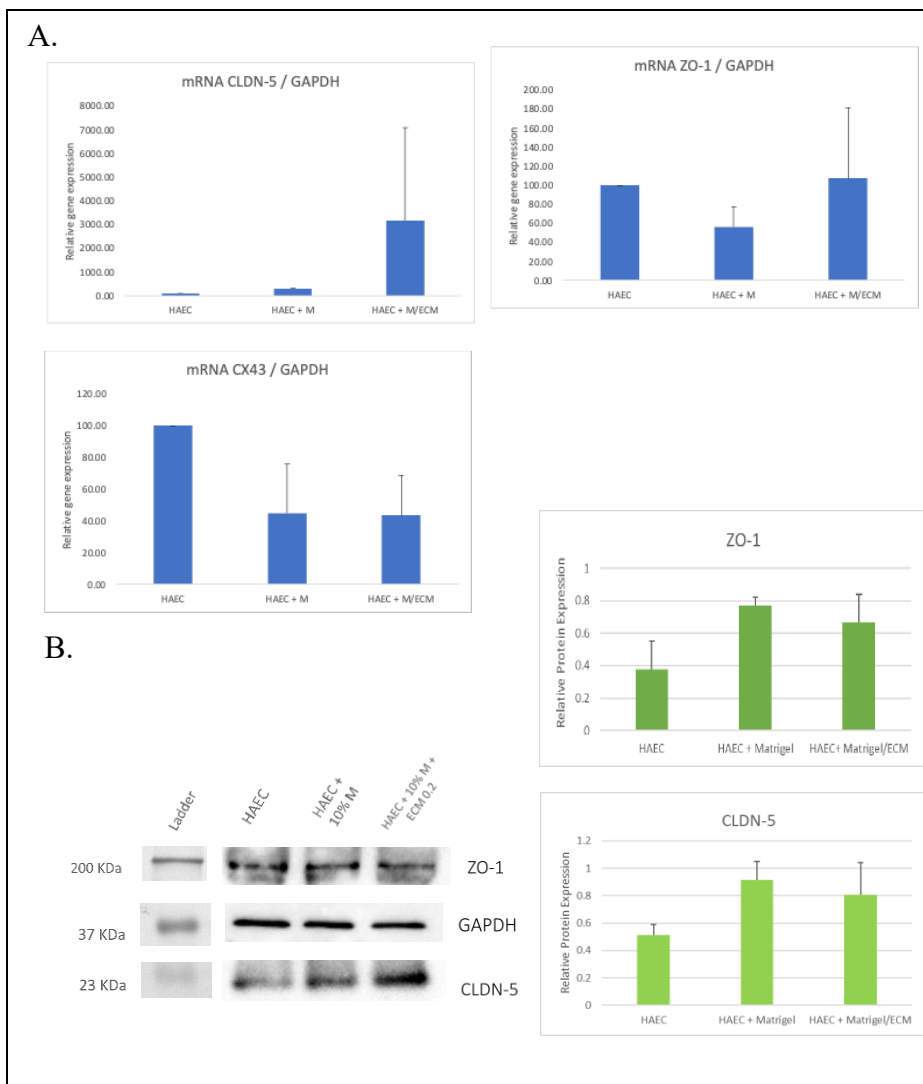 A.
mRNA CLDN-5 / GAPDH
Relative gene expression
8000.00
7000.00
6000.00
5000.00
4000.00
3000.00
2000.00
1000.00
0.00
HAEC
HAEC + M
HAEC + M/ECM
mRNA ZO-1 / GAPDH
Relative gene expression
200.00
180.00
160.00
140.00
120.00
100.00
80.00
60.00
40.00
20.00
0.00
HAEC
HAEC + M
HAEC + M/ECM
mRNA CX43 / GAPDH
Relative gene expression
120.00
100.00
80.00
60.00
40.00
20.00
0.00
HAEC
HAEC + M
HAEC + M/ECM
B.
Ladder
HAEC
HAEC +
10% M
HAEC + 10% M +
ECM 0.2
200 KDa
ZO-1
37 KDa
GAPDH
23 KDa
CLDN-5
ZO-1
Relative Protein Expression
1
0.8
0.6
0.4
0.2
0
HAEC
HAEC + Matrigel
HAEC+ Matrigel/ECM
CLDN-5
Relative Protein Expression
1.2
1
0.8
0.6
0.4
0.2
0
HAEC
HAEC + Matrigel
HAEC + Matrigel/ECM